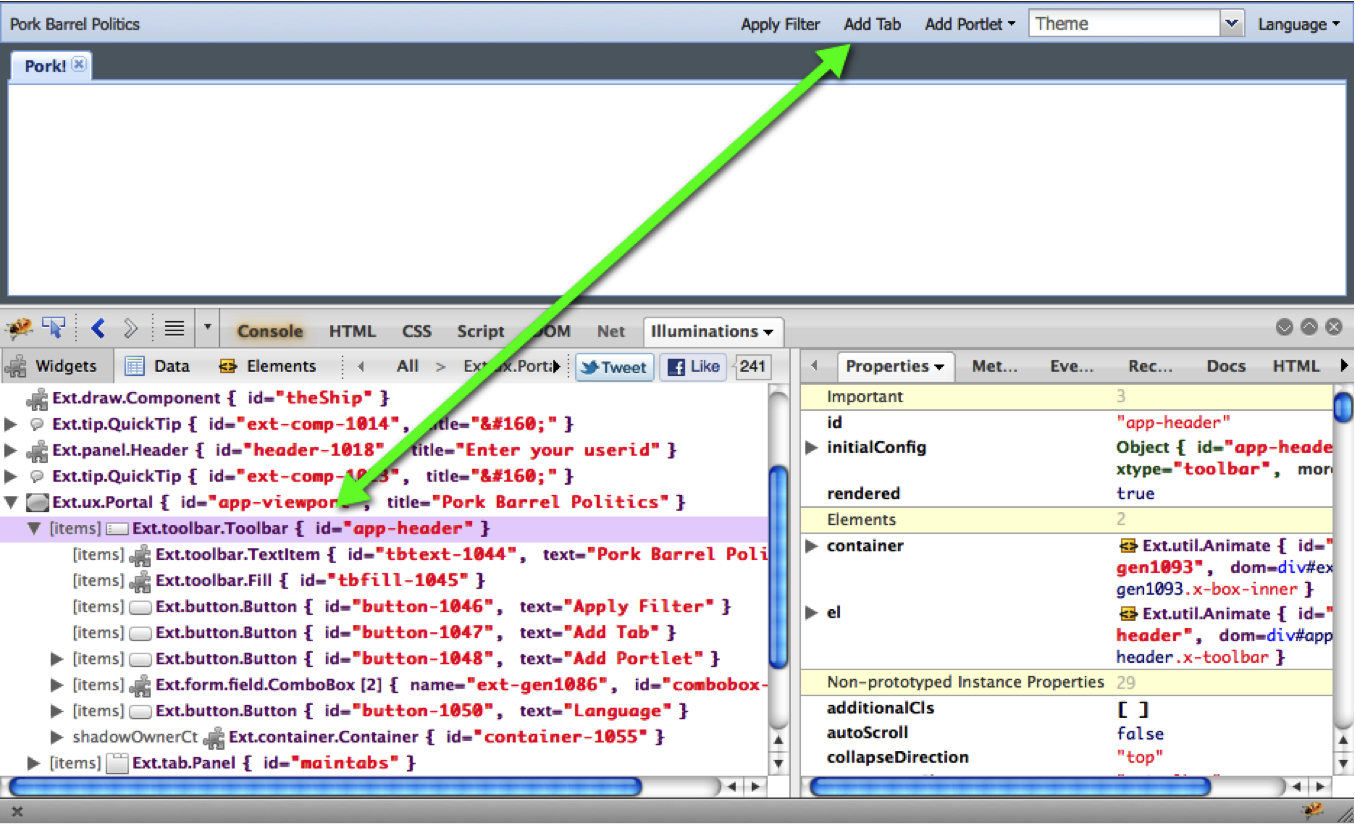 Pork Barrel Politics Apply Filter Add Tab Add Portlet Theme Language
Pork!
Console HTML CSS Script DOM Net Illuminations
Widgets Data Elements All > Ext.ux.Porta Tweet Like 241
Properties Met... Eve... Rec... Docs HTML
Ext.draw.Component { id="theShip" }
Ext.tip.QuickTip { id="ext-comp-1014", title="&#160;" }
Ext.panel.Header { id="header-1018", title="Enter your userid" }
Ext.tip.QuickTip { id="ext-comp- title="&#160;" }
Ext.ux.Portal { id="app-viewport", title="Pork Barrel Politics" }
[items] Ext.toolbar.Toolbar { id="app-header" }
[items] Ext.toolbar.TextItem { id="tbtext-1044", text="Pork Barrel Poli
[items] Ext.toolbar.Fill { id="tbfill-1045" }
[items] Ext.button.Button { id="button-1046", text="Apply Filter" }
[items] Ext.button.Button { id="button-1047", text="Add Tab" }
[items] Ext.button.Button { id="button-1048", text="Add Portlet" }
[items] Ext.form.field.ComboBox [2] { name="ext-gen1086", id="combobox-
[items] Ext.button.Button { id="button-1050", text="Language" }
shadowOwnerCt Ext.container.Container { id="container-1055" }
[items] Ext.tab.Panel { id="maintabs" }
Important 3
id "app-header"
initialConfig Object { id="app-heade
xtype="toolbar", mor
rendered true
Elements 2
container Ext.util.Animate { id="
gen1093", dom=div#ex
gen1093.x-box-inner }
el Ext.util.Animate { id="
header", dom=div#app
header.x-toolbar }
Non-prototyped Instance Properties 29
additionalCls [ ]
autoScroll false
collapseDirection "top"